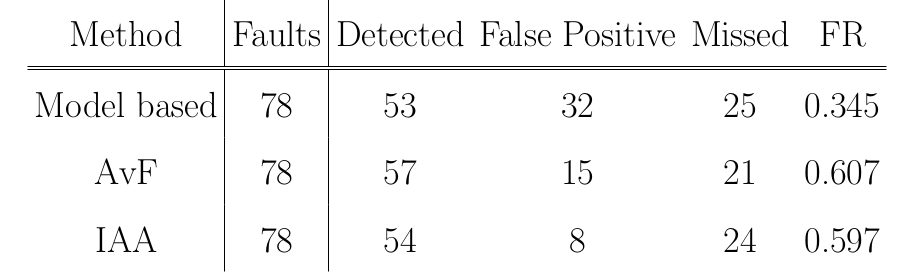 Method Faults Detected False Positive Missed FR
Model based 78 53 32 25 0.345
AvF 78 57 15 21 0.607
IAA 78 54 8 24 0.597